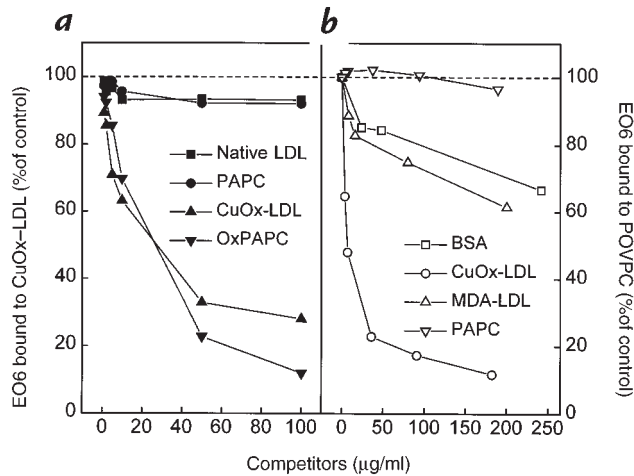 a
b
100
80
60
40
20
0
EO6 bound to CuOx–LDL (%of control)
Native LDL
PAPC
CuOx-LDL
OxPAPC
0 20 40 60 80 100
BSA
CuOx-LDL
MDA-LDL
PAPC
0 50 100 150 200 250
100
80
60
40
20
0
EO6 bound to POVPC (%of control)
Competitors (μg/ml)